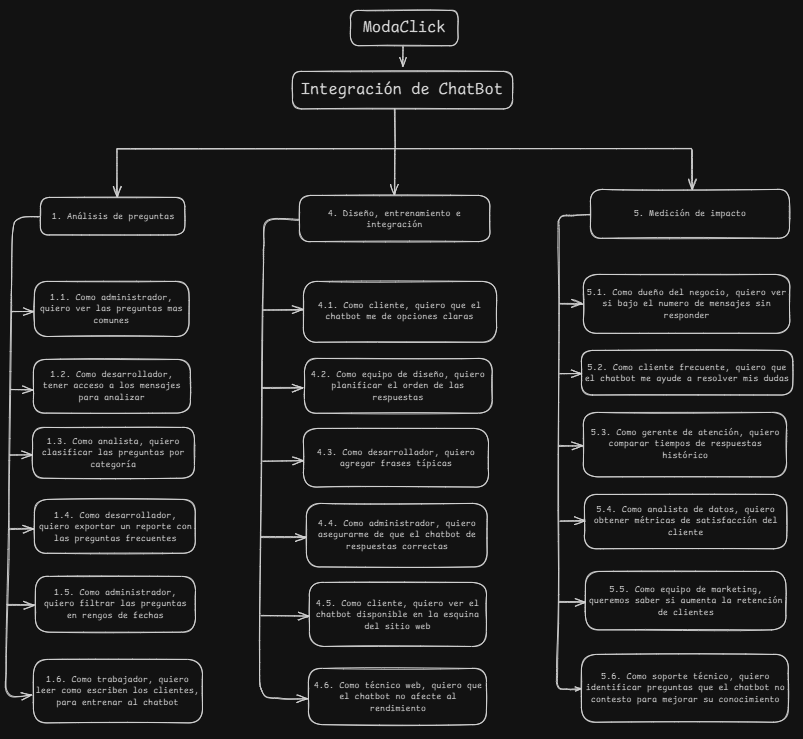 ModaClick
Integración de ChatBot
1. Análisis de preguntas
1.1. Como administrador,
quiero ver las preguntas mas
comunes
1.2. Como desarrollador,
tener acceso a los mensajes
para analizar
1.3. Como analista, quiero
clasificar las preguntas por
categoría
1.4. Como desarrollador,
quiero exportar un reporte con
las preguntas frecuentes
1.5. Como administrador,
quiero filtrar las preguntas
en rengos de fechas
1.6. Como trabajador, quiero
leer como escriben los clientes,
para entrenar al chatbot
4. Diseño, entrenamiento e
integración
4.1. Como cliente, quiero que el
chatbot me de opciones claras
4.2. Como equipo de diseño, quiero
planificar el orden de las
respuestas
4.3. Como desarrollador, quiero
agregar frases típicas
4.4. Como administrador, quiero
asegurarme de que el chatbot de
respuestas correctas
4.5. Como cliente, quiero ver el
chatbot disponible en la esquina
del sitio web
4.6. Como técnico web, quiero que
el chatbot no afecte al
rendimiento
5. Medición de impacto
5.1. Como dueño del negocio, quiero ver
si bajo el numero de mensajes sin
responder
5.2. Como cliente frecuente, quiero que
el chatbot me ayude a resolver mis dudas
5.3. Como gerente de atención, quiero
comparar tiempos de respuestas
histórico
5.4. Como analista de datos, quiero
obtener métricas de satisfacción del
cliente
5.5. Como equipo de marketing,
queremos saber si aumenta la retención
de clientes
5.6. Como soporte técnico, quiero
identificar preguntas que el chatbot no
contesto para mejorar su conocimiento